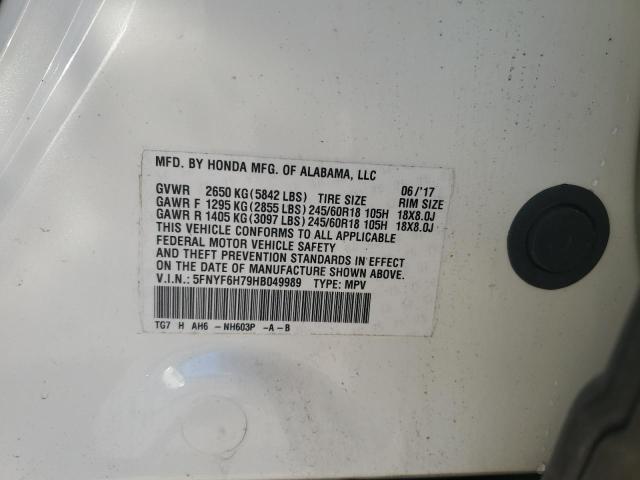 MFD. BY HONDA MFG. OF ALABAMA, LLC
GVWR 2650 KG (5842 LBS) TIRE SIZE 06/'17 RIM SIZE
GAWR F 1295 KG (2855 LBS) 245/60R18 105H 18X8.0J
GAWR R 1405 KG (3097 LBS) 245/60R18 105H 18X8.0J
THIS VEHICLE CONFORMS TO ALL APPLICABLE
FEDERAL MOTOR VEHICLE SAFETY
AND THEFT PREVENTION STANDARDS IN EFFECT
ON THE DATE OF MANUFACTURE SHOWN ABOVE.
V.I.N.: 5FNYF6H79HB049989 TYPE: MPV
TG7 H AH6 -NH603P -A-B